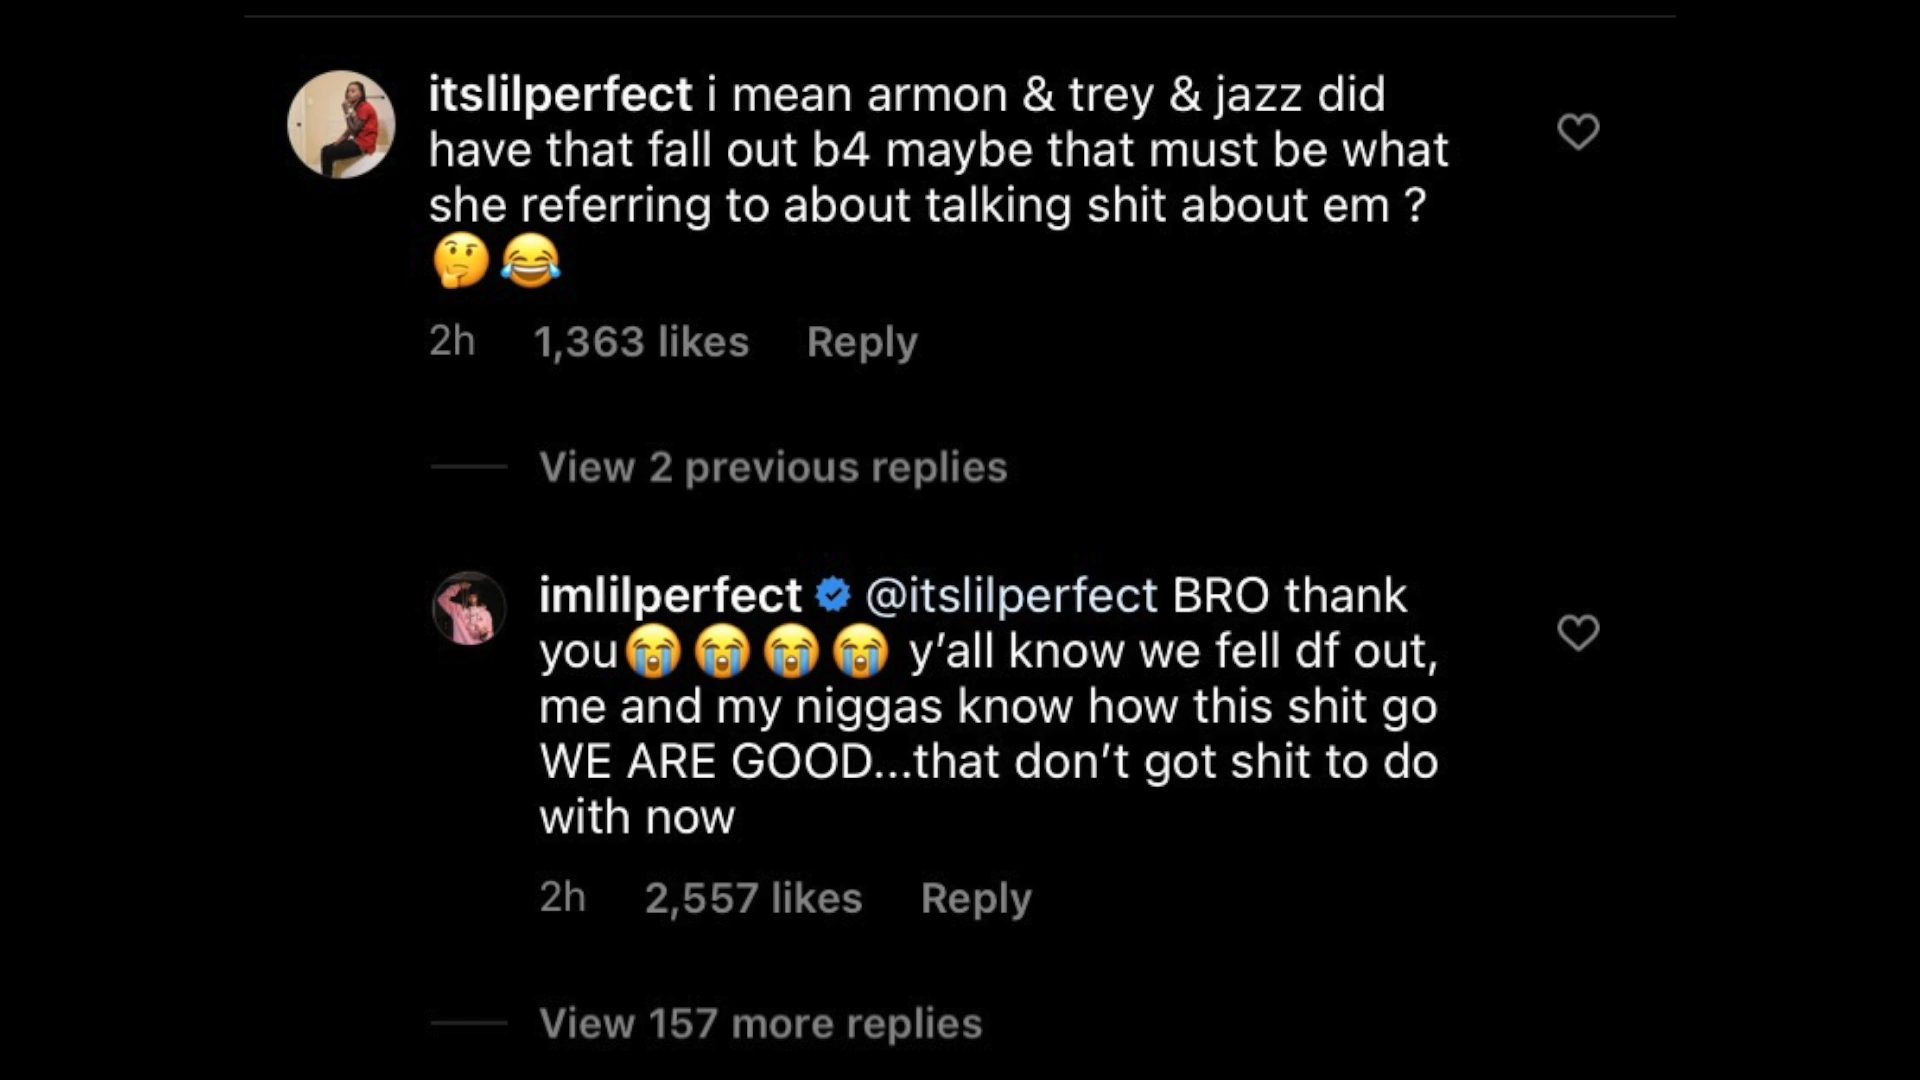 itslilperfect i mean armon & trey & jazz did
have that fall out b4 maybe that must be what
she referring to about talking shit about em ?
🤔😂
2h 1,363 likes Reply
View 2 previous replies
imlilperfect @itslilperfect BRO thank
you😭😭😭😭 y’all know we fell df out,
me and my niggas know how this shit go
WE ARE GOOD...that don’t got shit to do
with now
2h 2,557 likes Reply
View 157 more replies